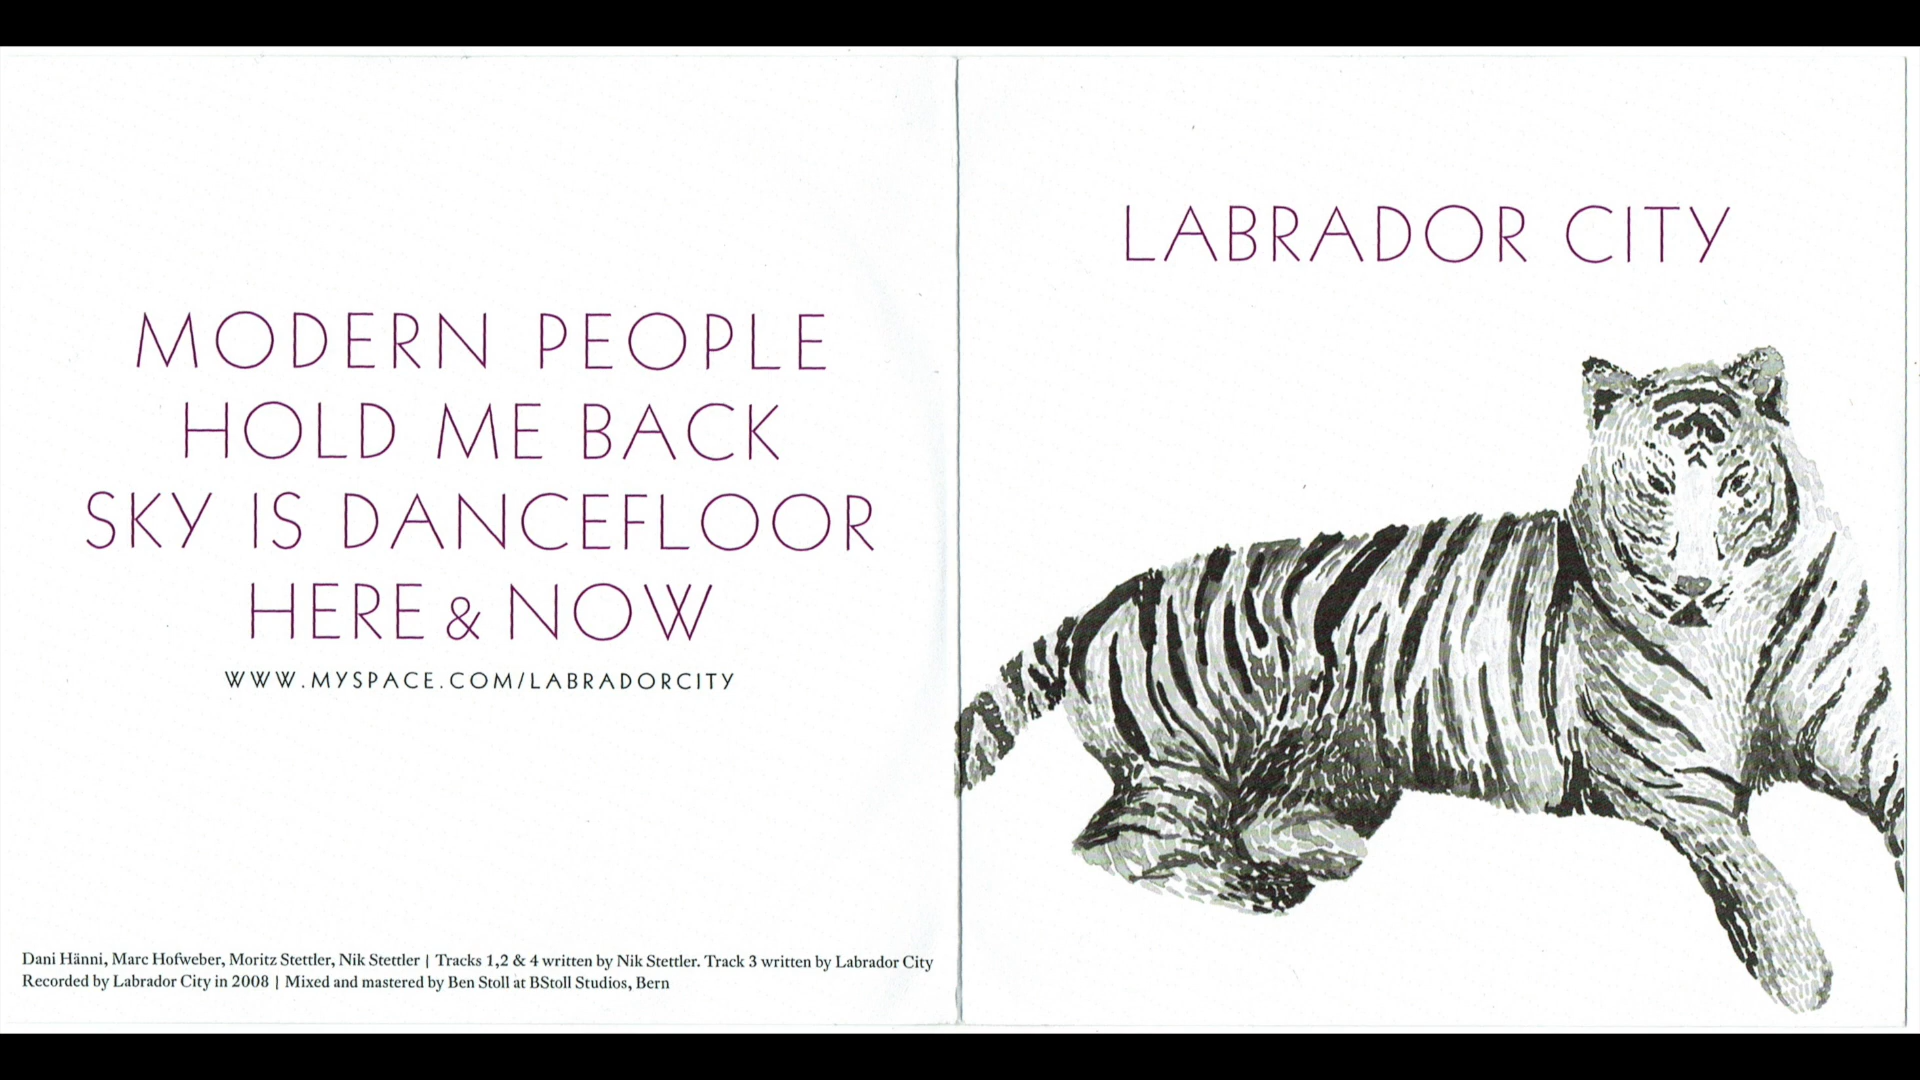 MODERN PEOPLE
HOLD ME BACK
SKY IS DANCEFLOOR
HERE & NOW
WWW.MYSPACE.COM/LABRADORCITY
Dani Hänni, Marc Hofweber, Moritz Stettler, Nik Stettler | Tracks 1,2 & 4 written by Nik Stettler. Track 3 written by Labrador City
Recorded by Labrador City in 2008 | Mixed and mastered by Ben Stoll at BStoll Studios, Bern
LABRADOR CITY